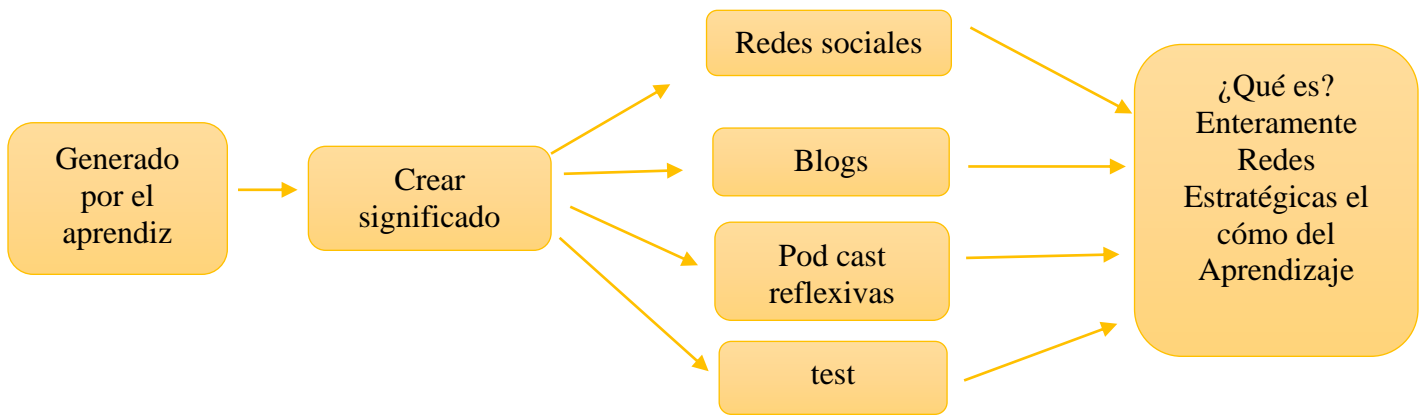 Generado
por el
aprendiz
Crear
significado
Redes sociales
Blogs
Pod cast
reflexivas
test
¿Qué es?
Enteramente
Redes
Estratégicas el
cómo del
Aprendizaje